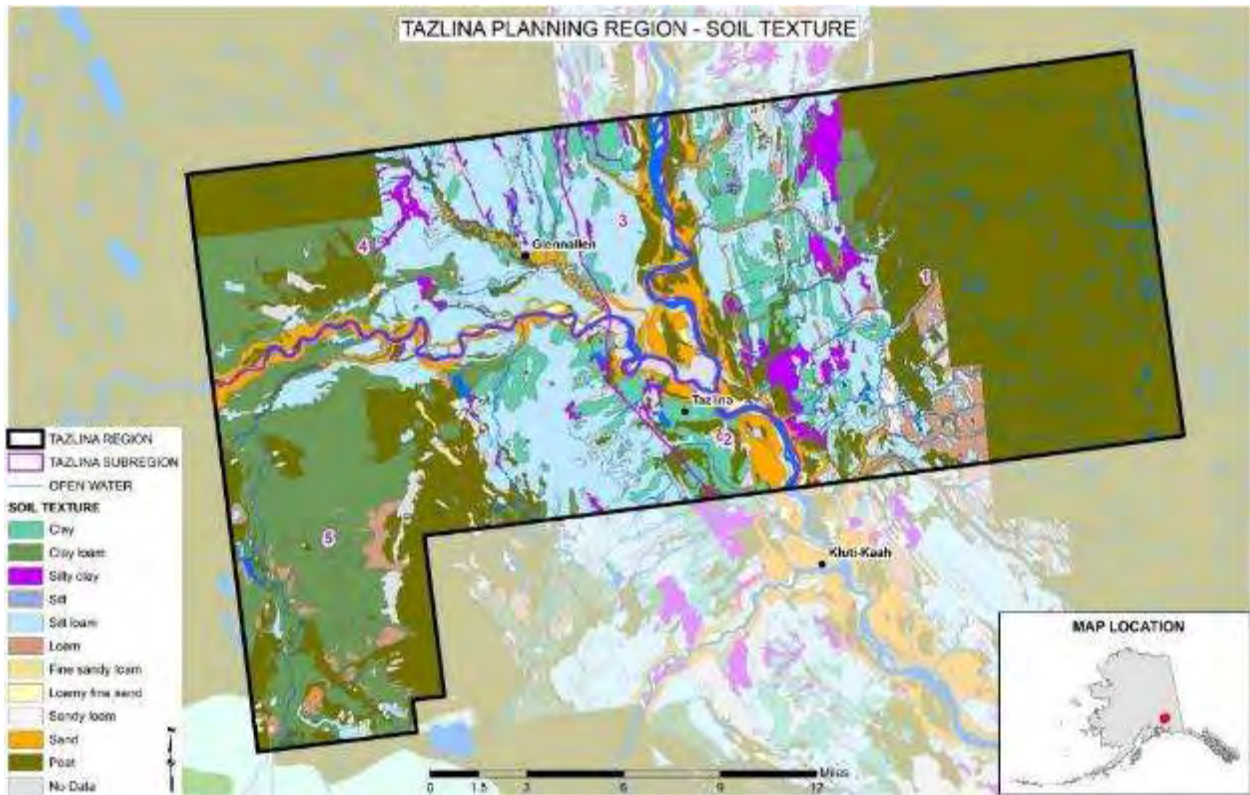 TAZLINA PLANNING REGION - SOIL TEXTURE
3
Glennallen
4
1
Tazlina
2
5
Kluti-Kaah
TAZLINA REGION
TAZLINA SUBREGION
OPEN WATER
SOIL TEXTURE
Clay
Clay loam
Silty clay
Silt
Silt loam
Loam
Fine sandy loam
Loamy fine sand
Sandy loam
Sand
Peat
No Data
N
0 1.5 3 6 9 12 Miles
MAP LOCATION